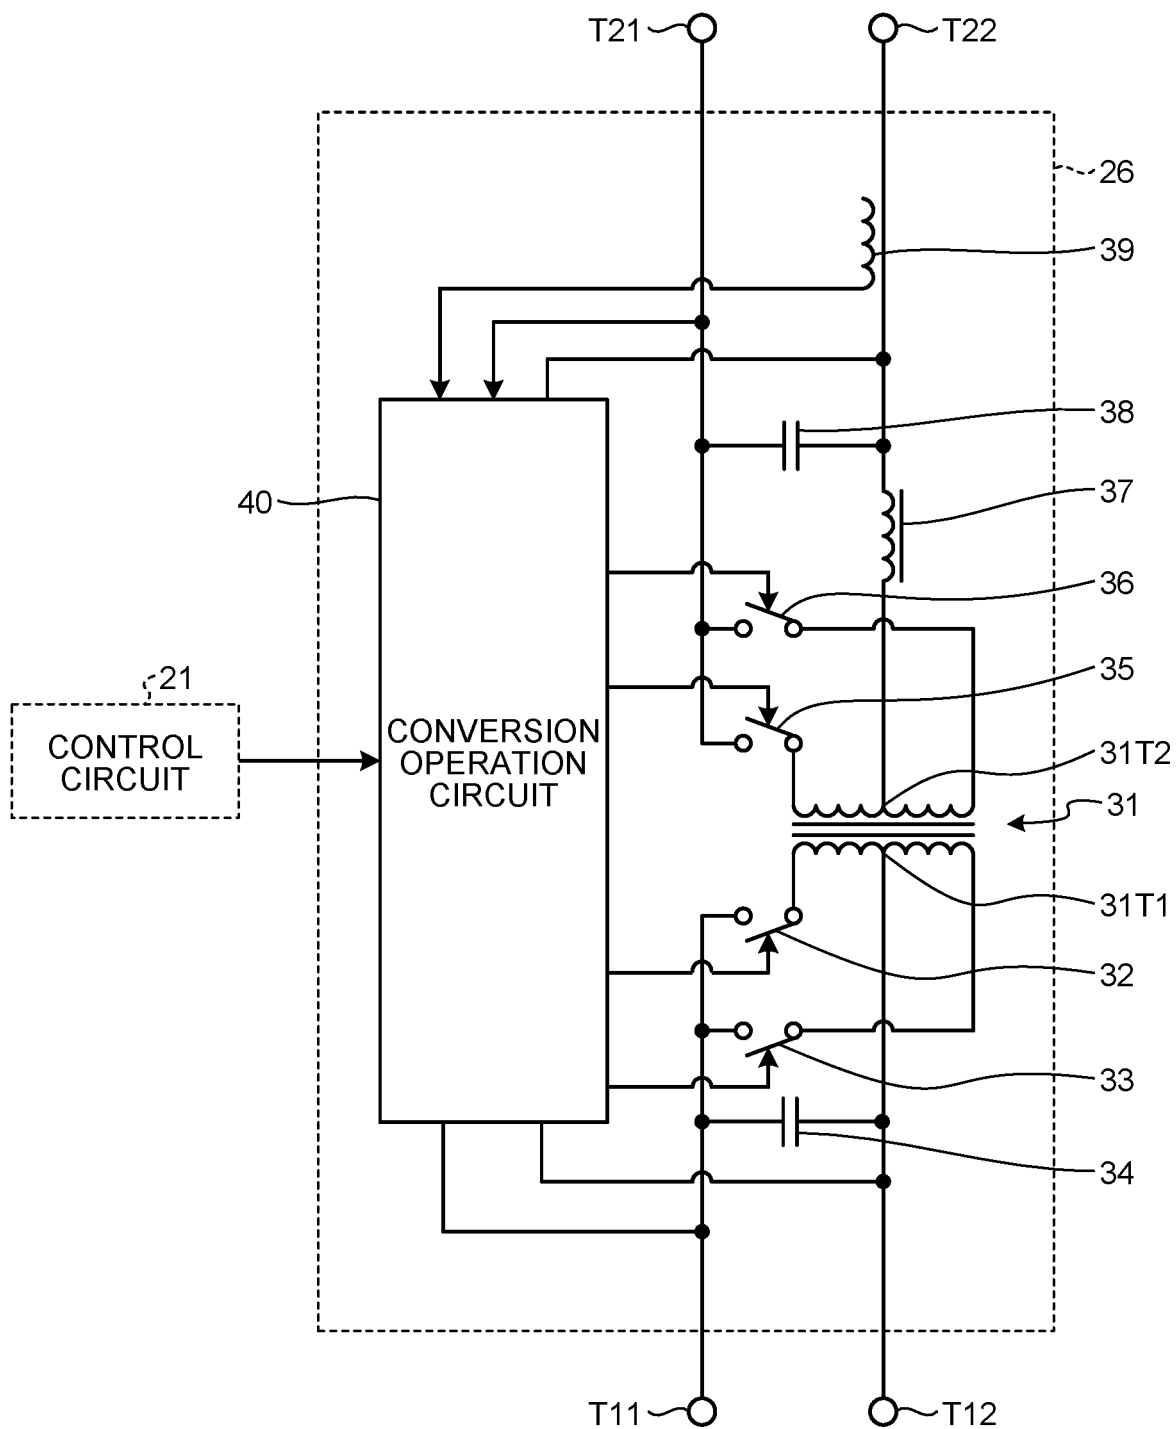 T21
T22
26
39
38
37
40
36
35
21
CONTROL
CIRCUIT
CONVERSION
OPERATION
CIRCUIT
31T2
31
31T1
32
33
34
T11
T12